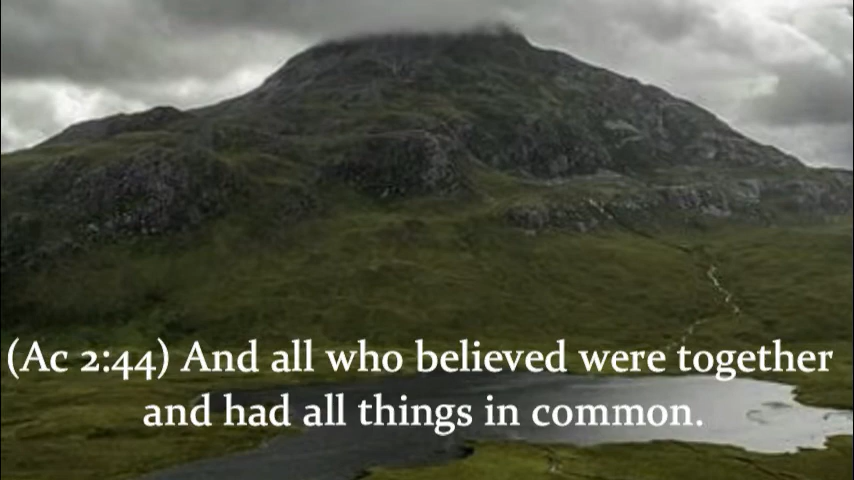 (Ac 2:44) And all who believed were together
and had all things in common.